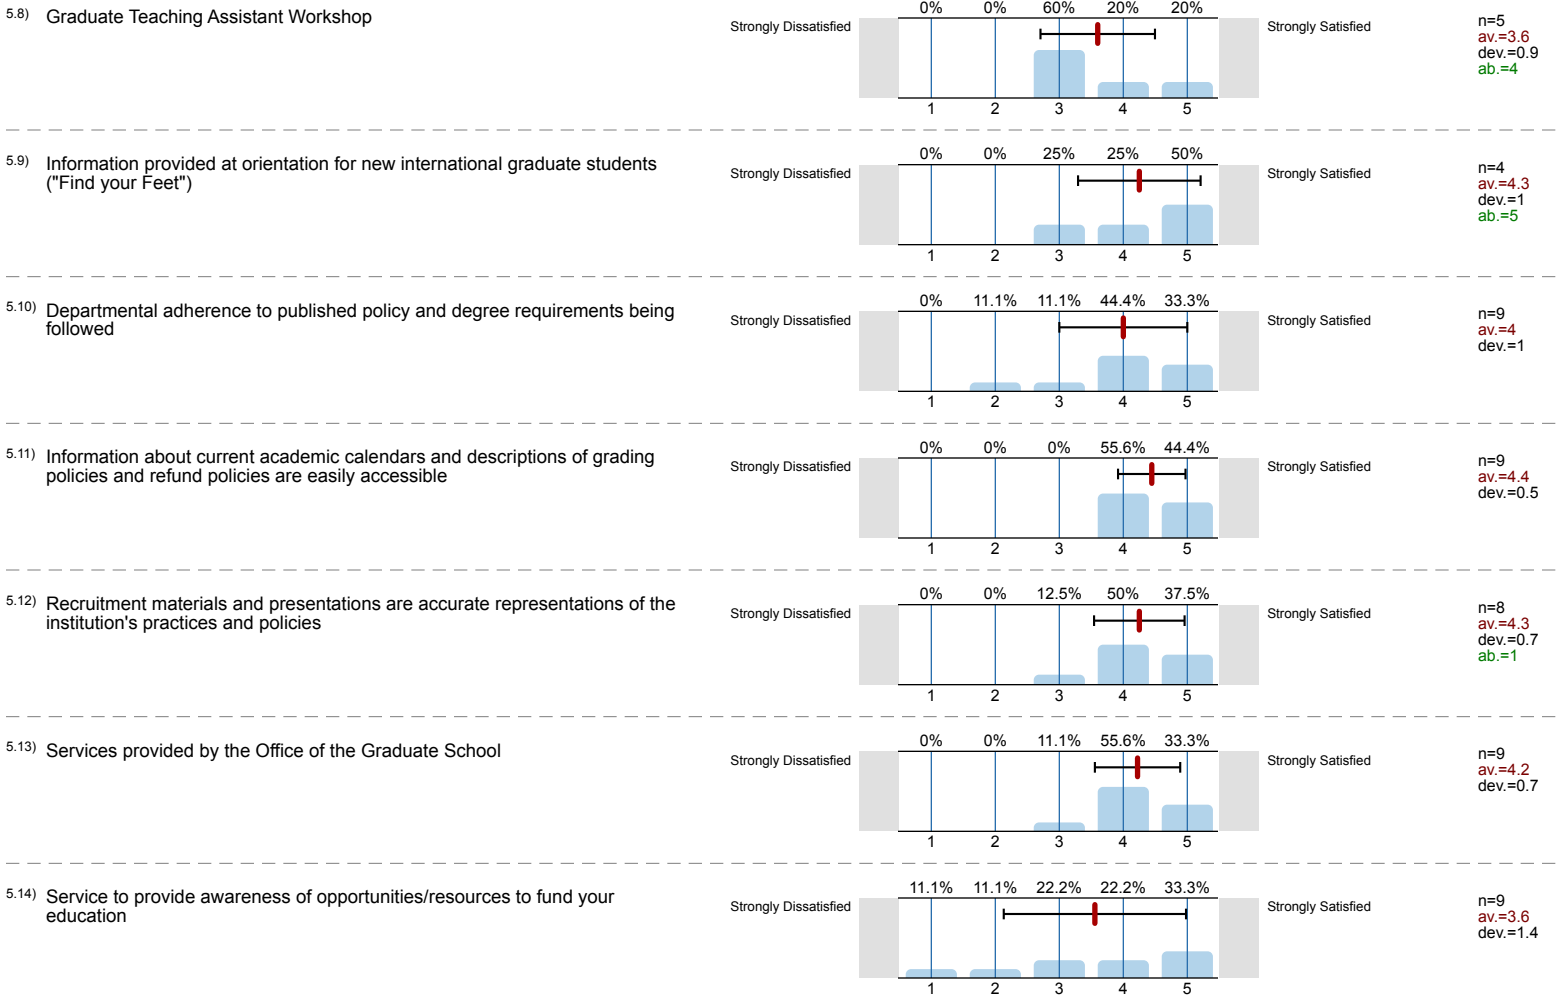 5.8) Graduate Teaching Assistant Workshop
Strongly Dissatisfied
0% 0% 60% 20% 20%
1 2 3 4 5
Strongly Satisfied
n=5
av.=3.6
dev.=0.9
ab.=4
5.9) Information provided at orientation for new international graduate students
("Find your Feet")
Strongly Dissatisfied
0% 0% 25% 25% 50%
1 2 3 4 5
Strongly Satisfied
n=4
av.=4.3
dev.=1
ab.=5
5.10) Departmental adherence to published policy and degree requirements being
followed
Strongly Dissatisfied
0% 11.1% 11.1% 44.4% 33.3%
1 2 3 4 5
Strongly Satisfied
n=9
av.=4
dev.=1
5.11) Information about current academic calendars and descriptions of grading
policies and refund policies are easily accessible
Strongly Dissatisfied
0% 0% 0% 55.6% 44.4%
1 2 3 4 5
Strongly Satisfied
n=9
av.=4.4
dev.=0.5
5.12) Recruitment materials and presentations are accurate representations of the
institution's practices and policies
Strongly Dissatisfied
0% 0% 12.5% 50% 37.5%
1 2 3 4 5
Strongly Satisfied
n=8
av.=4.3
dev.=0.7
ab.=1
5.13) Services provided by the Office of the Graduate School
Strongly Dissatisfied
0% 0% 11.1% 55.6% 33.3%
1 2 3 4 5
Strongly Satisfied
n=9
av.=4.2
dev.=0.7
5.14) Service to provide awareness of opportunities/resources to fund your
education
Strongly Dissatisfied
11.1% 11.1% 22.2% 22.2% 33.3%
1 2 3 4 5
Strongly Satisfied
n=9
av.=3.6
dev.=1.4